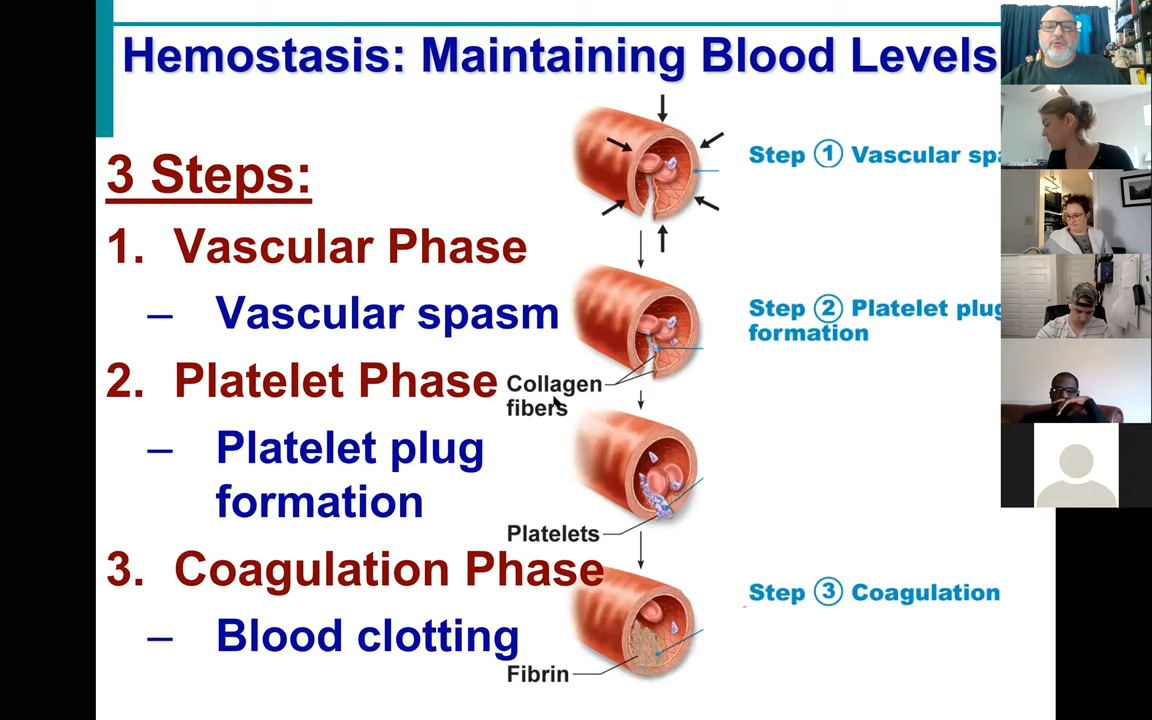 Hemostasis: Maintaining Blood Levels
3 Steps:
1. Vascular Phase
– Vascular spasm
2. Platelet Phase
– Platelet plug
formation
3. Coagulation Phase
– Blood clotting
Step 1 Vascular
Step 2 Platelet plug
formation
Collagen
fibers
Platelets
Step 3 Coagulation
Fibrin